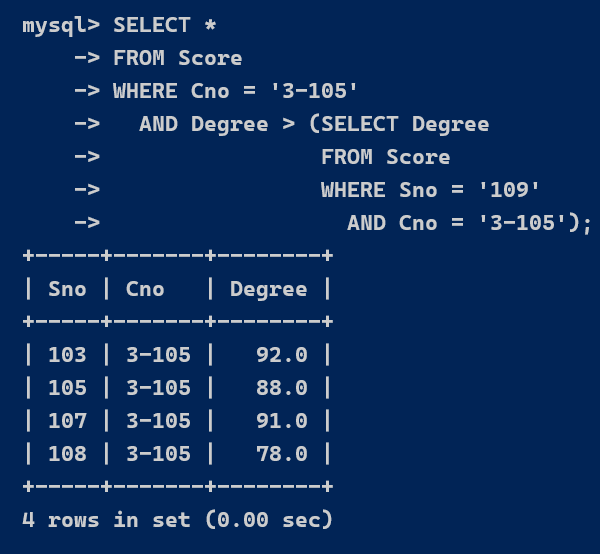 mysql> SELECT *
    -> FROM Score
    -> WHERE Cno = '3-105'
    ->   AND Degree > (SELECT Degree
    ->                 FROM Score
    ->                 WHERE Sno = '109'
    ->                   AND Cno = '3-105');
+-----+-------+--------+
| Sno | Cno   | Degree |
+-----+-------+--------+
| 103 | 3-105 |   92.0 |
| 105 | 3-105 |   88.0 |
| 107 | 3-105 |   91.0 |
| 108 | 3-105 |   78.0 |
+-----+-------+--------+
4 rows in set (0.00 sec)